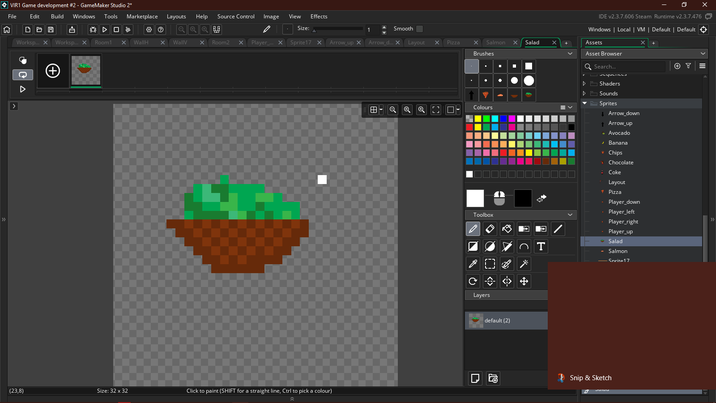 VIR1 Game development #2 - GameMaker Studio 2*
File Edit Build Windows Tools Marketplace Layouts Help Source Control Image View Effects
IDE v2.3.7.606 Steam Runtime v2.3.7.476
Size: 1 Smooth
Windows | Local | VM | Default | Default
Worksp... Worksp... Room1 WallH WallV Room2 Player Sprite17 Arrow_up Arrow_d... Layout Pizza Salmon Salad
Assets
Asset Browser
Search...
Brushes
Colours
Toolbox
Layers
default (2)
Sequences
Shaders
Sounds
Sprites
Arrow_down
Arrow_up
Avocado
Banana
Chips
Chocolate
Coke
Layout
Pizza
Player_down
Player_left
Player_right
Player_up
Salad
Salmon
Sprite17
Snip & Sketch
(23,8) Size: 32 x 32 Click to paint (SHIFT for a straight line, Ctrl to pick a colour)